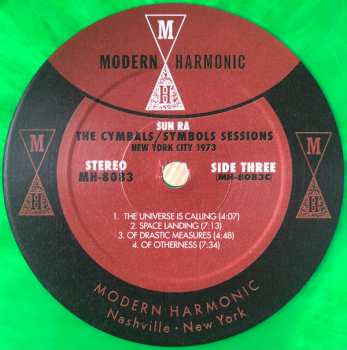 M
MODERN HARMONIC
H
SUN RA
THE CYMBALS/SYMBOLS SESSIONS
NEW YORK CITY 1973
M
H
M
H
STEREO
MH-8083
SIDE THREE
(MH-8083C)
1. THE UNIVERSE IS CALLING (4:07)
2. SPACE LANDING (7:13)
3. OF DRASTIC MEASURES (4:48)
4. OF OTHERNESS (7:34)
MODERN HARMONIC
Nashville • New York